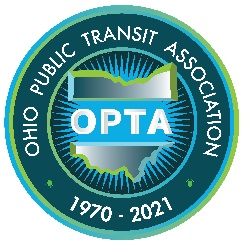 OHIO PUBLIC TRANSIT ASSOCIATION
OPTA
1970 - 2021